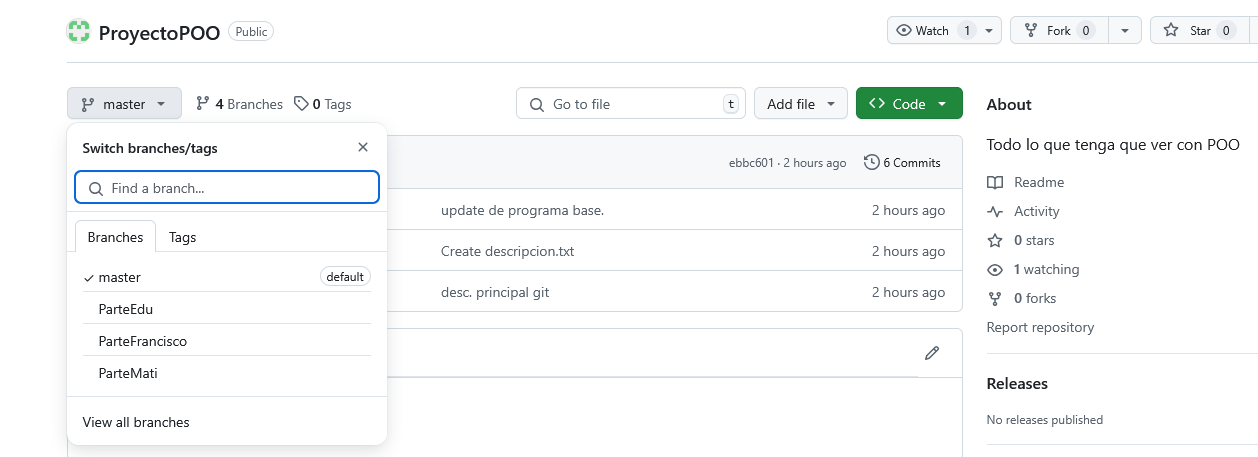 ProyectoPOO Public Watch 1 Fork 0 Star 0
master 4 Branches 0 Tags Go to file t Add file Code
Switch branches/tags
Find a branch...
Branches Tags
master default
ParteEdu
ParteFrancisco
ParteMati
View all branches
ebbc601 · 2 hours ago 6 Commits
update de programa base. 2 hours ago
Create descripcion.txt 2 hours ago
desc. principal git 2 hours ago
About
Todo lo que tenga que ver con POO
Readme
Activity
0 stars
1 watching
0 forks
Report repository
Releases
No releases published